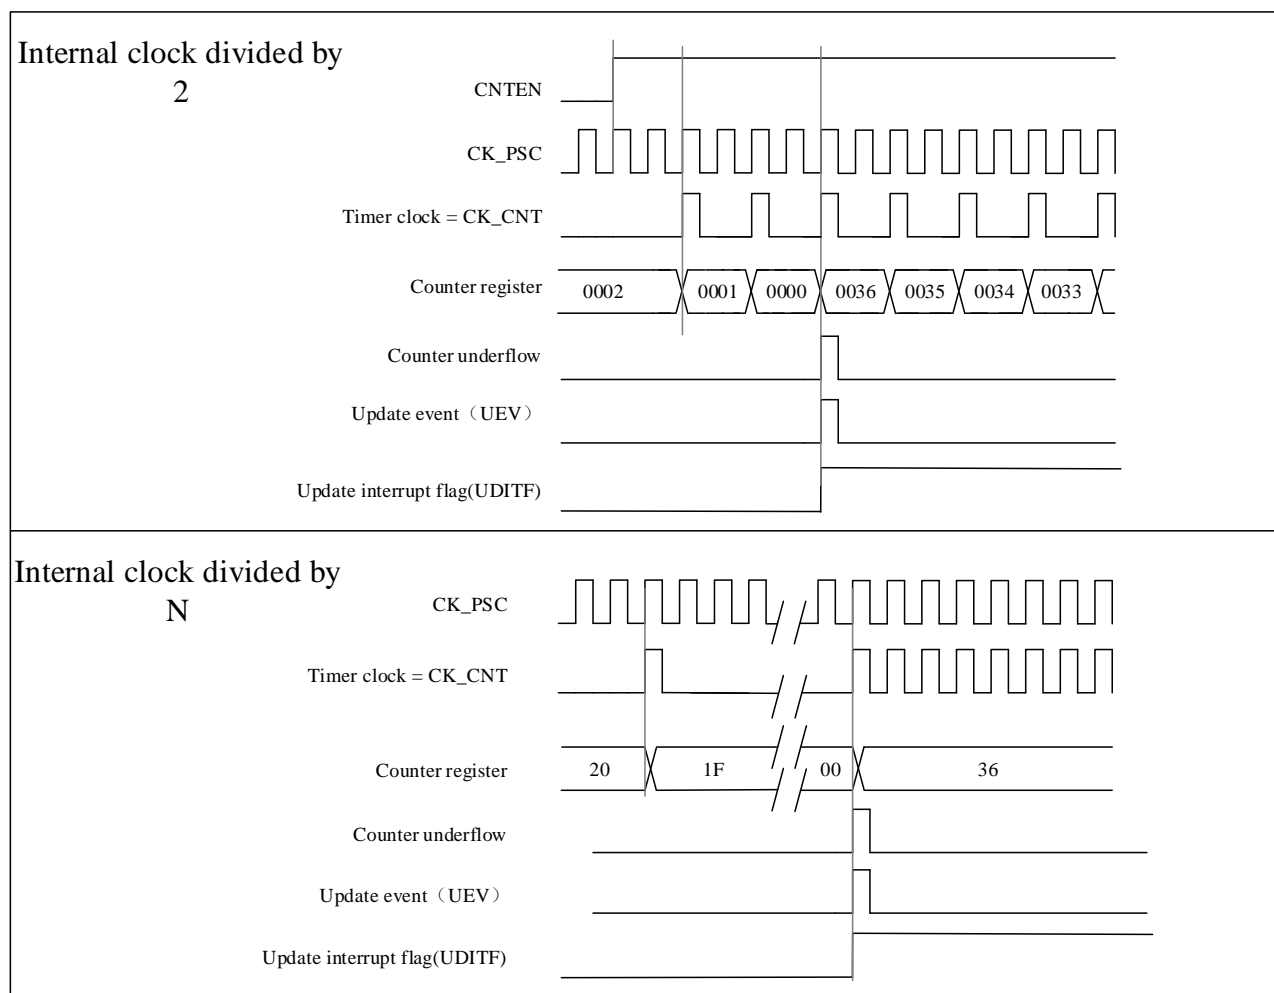 Internal clock divided by
2
CNTEN
CK_PSC
Timer clock = CK_CNT
Counter register
0002 0001 0000 0036 0035 0034 0033
Counter underflow
Update event（UEV）
Update interrupt flag(UDITF)
Internal clock divided by
N
CK_PSC
Timer clock = CK_CNT
Counter register
20 1F 00 36
Counter underflow
Update event（UEV）
Update interrupt flag(UDITF)